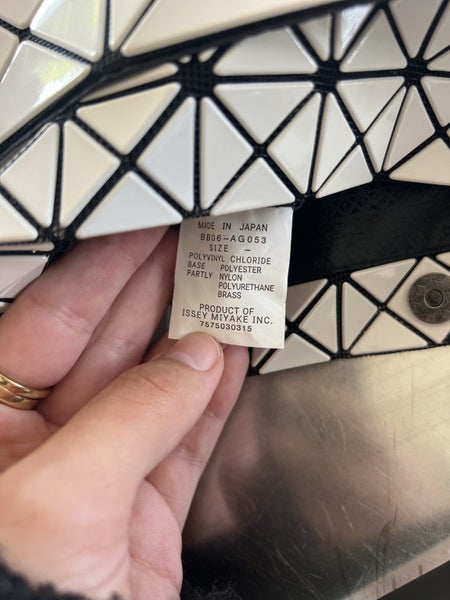 MADE IN JAPAN
BB06-AG053
SIZE -
POLYVINYL CHLORIDE
BASE POLYESTER
PARTLY NYLON
POLYURETHANE
BRASS
PRODUCT OF
ISSEY MIYAKE INC.
7575030315